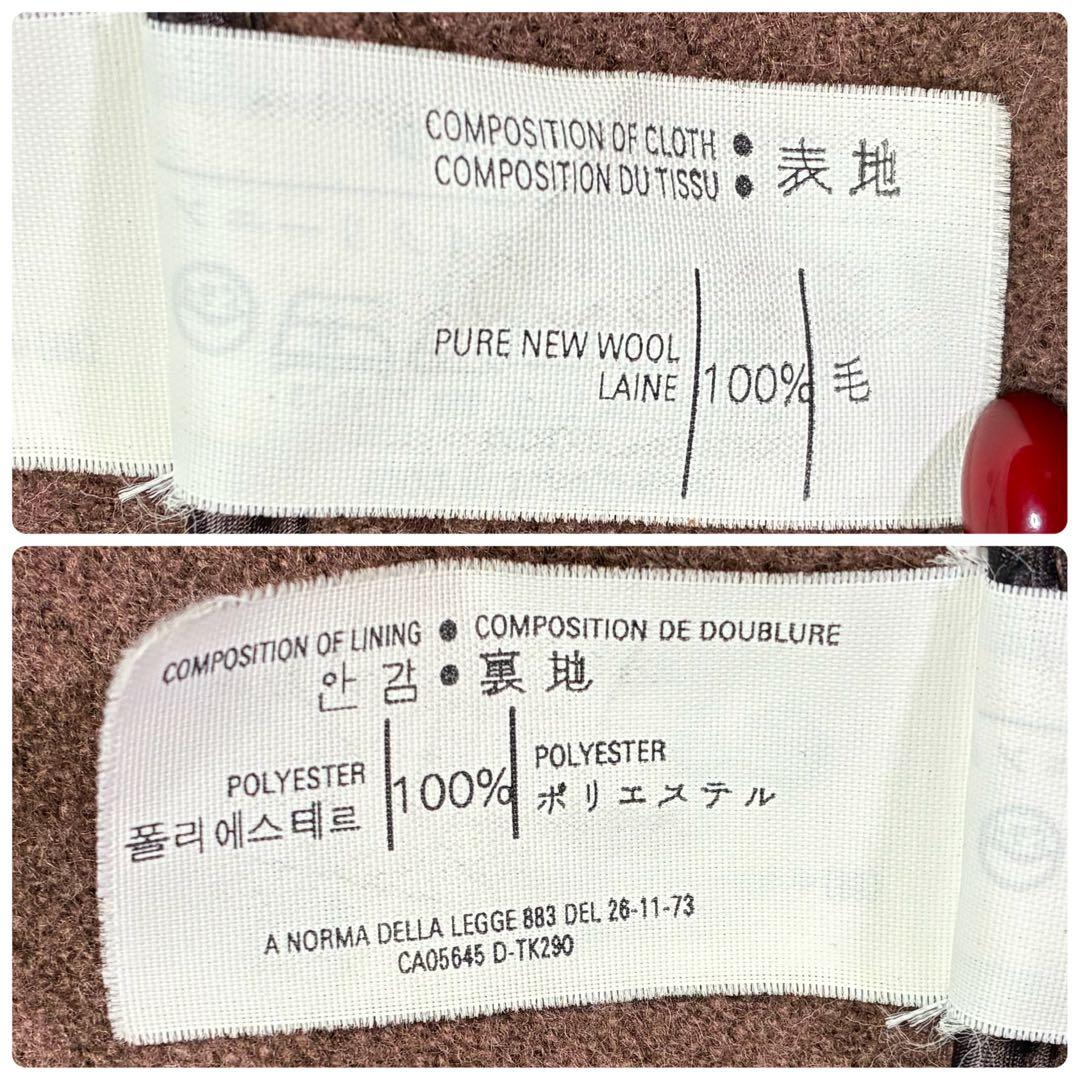 COMPOSITION OF CLOTH ● 表地
COMPOSITION DU TISSU ●
PURE NEW WOOL
LAINE 100% 毛
COMPOSITION OF LINING ● COMPOSITION DE DOUBLURE
안감 ● 裏地
POLYESTER 100% POLYESTER
폴리에스테르 ポリエステル
A NORMA DELLA LEGGE 883 DEL 26-11-73
CA05645 D-TK290